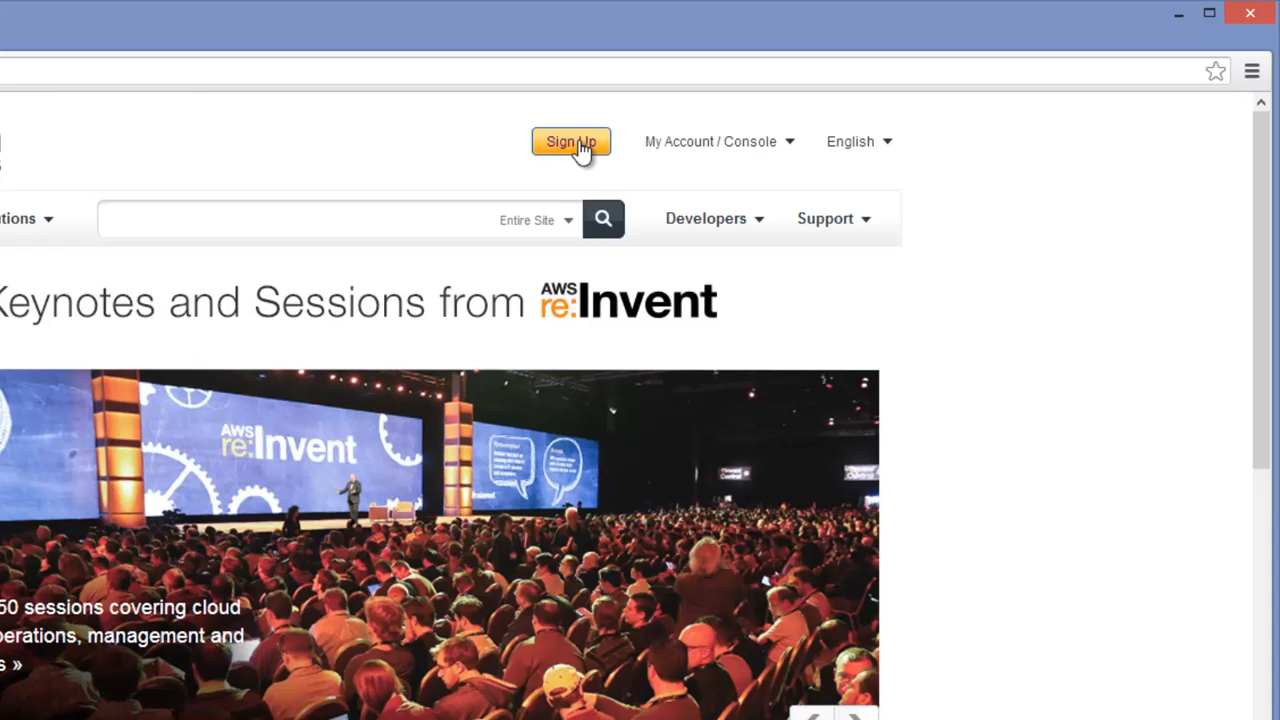 Sign Up
My Account / Console
English
utions
Entire Site
Developers
Support
Keynotes and Sessions from AWS re:Invent
AWS
re:Invent
50 sessions covering cloud
perations, management and
s »